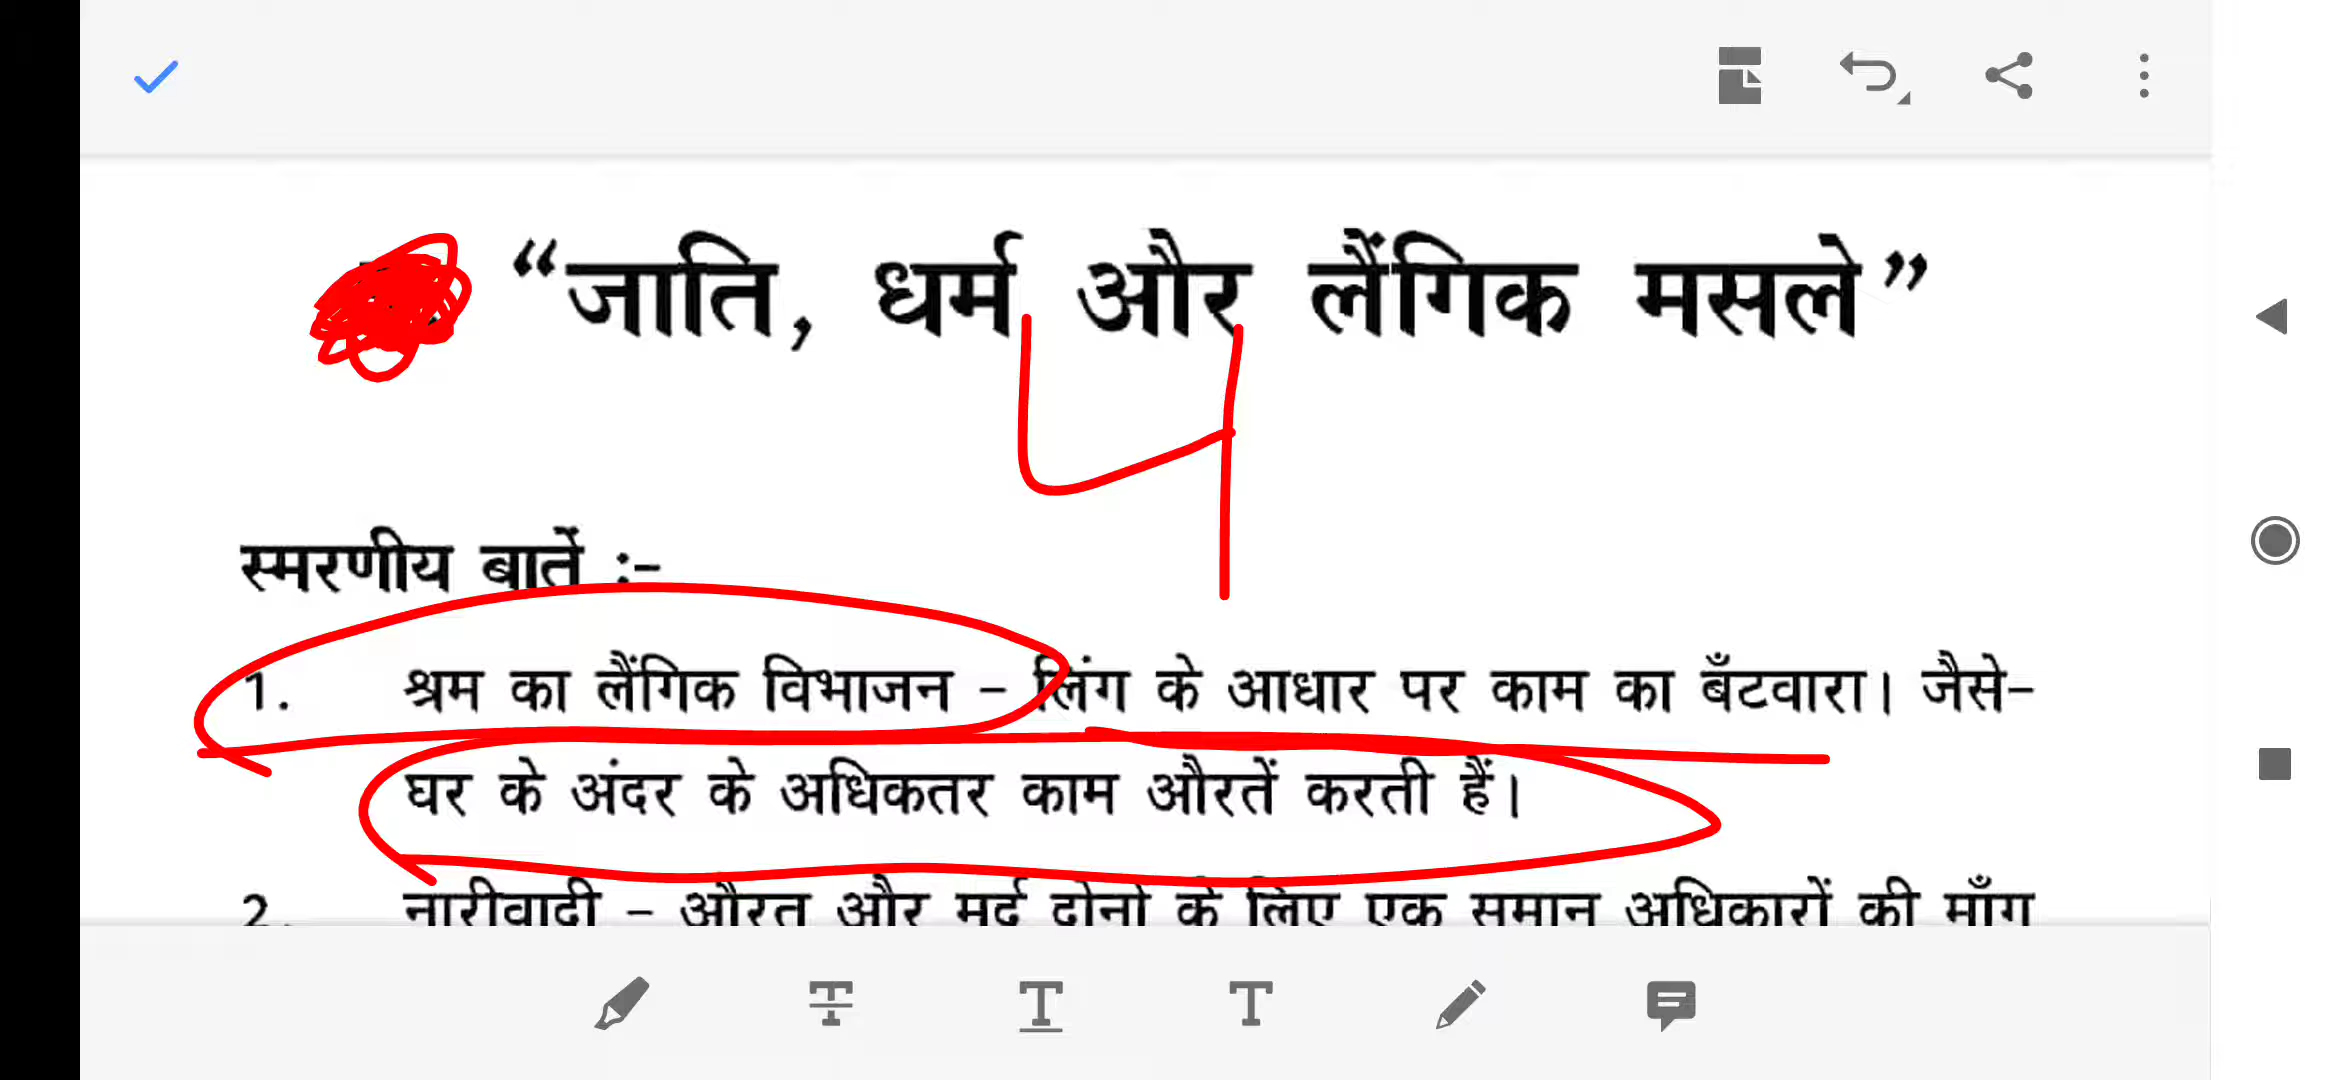 “जाति, धर्म और लैंगिक मसले”
4
स्मरणीय बातें :-
1. श्रम का लैंगिक विभाजन – लिंग के आधार पर काम का बँटवारा। जैसे-
घर के अंदर के अधिकतर काम औरतें करती हैं।
2. नारीवादी – औरत और मर्द दोनो के लिए एक समान अधिकारों की माँग